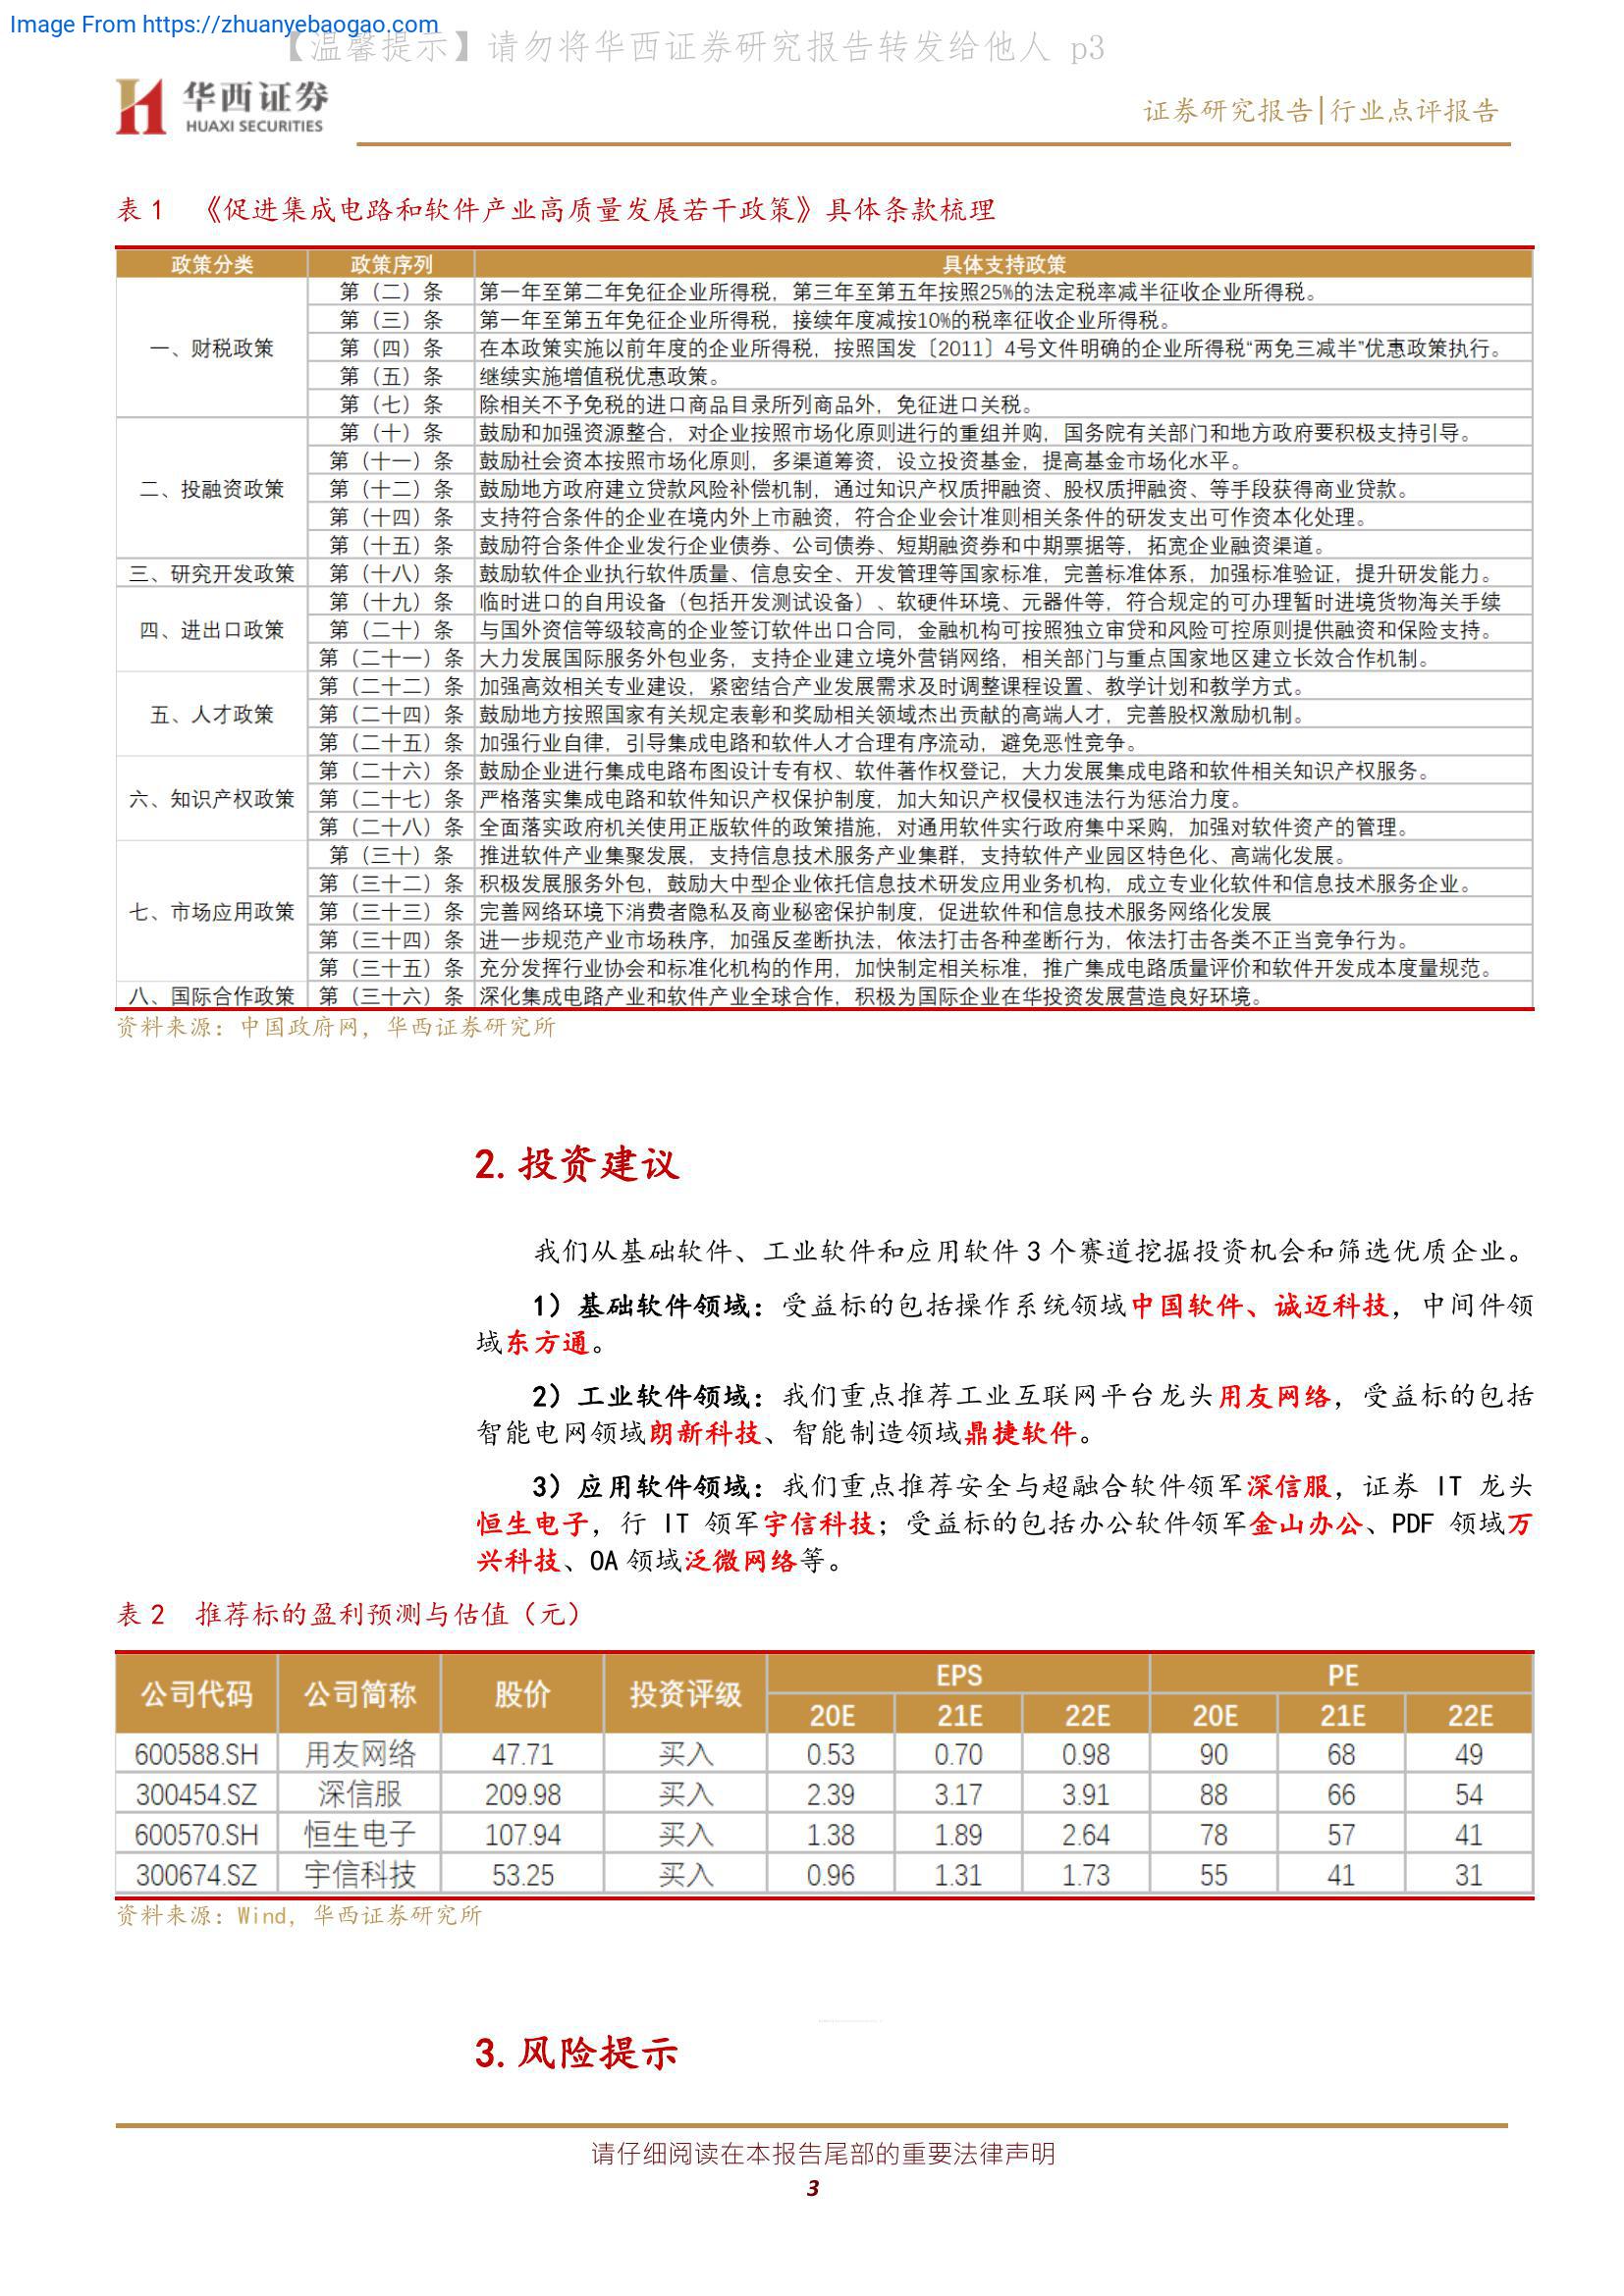 Image From https://zhuanyebaogao.com
【温馨提示】请勿将华西证券研究报告转发给他人 p3
华西证券
HUAXI SECURITIES
证券研究报告|行业点评报告
表 1 《促进集成电路和软件产业高质量发展若干政策》具体条款梳理
政策分类 政策序列 具体支持政策
第（二）条 第一年至第二年免征企业所得税，第三年至第五年按照25%的法定税率减半征收企业所得税。
第（三）条 第一年至第五年免征企业所得税，接续年度减按10%的税率征收企业所得税。
一、财税政策 第（四）条 在本政策实施以前年度的企业所得税，按照国发〔2011〕4号文件明确的企业所得税“两免三减半”优惠政策执行。
第（五）条 继续实施增值税优惠政策。
第（七）条 除相关不予免税的进口商品目录所列商品外，免征进口关税。
第（十）条 鼓励和加强资源整合，对企业按照市场化原则进行的重组并购，国务院有关部门和地方政府要积极支持引导。
第（十一）条 鼓励社会资本按照市场化原则，多渠道筹资，设立投资基金，提高基金市场化水平。
二、投融资政策 第（十二）条 鼓励地方政府建立贷款风险补偿机制，通过知识产权质押融资、股权质押融资、等手段获得商业贷款。
第（十四）条 支持符合条件的企业在境内外上市融资，符合企业会计准则相关条件的研发支出可作资本化处理。
第（十五）条 鼓励符合条件企业发行企业债券、公司债券、短期融资券和中期票据等，拓宽企业融资渠道。
三、研究开发政策 第（十八）条 鼓励软件企业执行软件质量、信息安全、开发管理等国家标准，完善标准体系，加强标准验证，提升研发能力。
第（十九）条 临时进口的自用设备（包括开发测试设备）、软硬件环境、元器件等，符合规定的可办理暂时进境货物海关手续
四、进出口政策 第（二十）条 与国外资信等级较高的企业签订软件出口合同，金融机构可按照独立审贷和风险可控原则提供融资和保险支持。
第（二十一）条 大力发展国际服务外包业务，支持企业建立境外营销网络，相关部门与重点国家地区建立长效合作机制。
第（二十二）条 加强高效相关专业建设，紧密结合产业发展需求及时调整课程设置、教学计划和教学方式。
五、人才政策 第（二十四）条 鼓励地方按照国家有关规定表彰和奖励相关领域杰出贡献的高端人才，完善股权激励机制。
第（二十五）条 加强行业自律，引导集成电路和软件人才合理有序流动，避免恶性竞争。
第（二十六）条 鼓励企业进行集成电路布图设计专有权、软件著作权登记，大力发展集成电路和软件相关知识产权服务。
六、知识产权政策 第（二十七）条 严格落实集成电路和软件知识产权保护制度，加大知识产权侵权违法行为惩治力度。
第（二十八）条 全面落实政府机关使用正版软件的政策措施，对通用软件实行政府集中采购，加强对软件资产的管理。
第（三十）条 推进软件产业集聚发展，支持信息技术服务产业集群，支持软件产业园区特色化、高端化发展。
第（三十二）条 积极发展服务外包，鼓励大中型企业依托信息技术研发应用业务机构，成立专业化软件和信息技术服务企业。
七、市场应用政策 第（三十三）条 完善网络环境下消费者隐私及商业秘密保护制度，促进软件和信息技术服务网络化发展
第（三十四）条 进一步规范产业市场秩序，加强反垄断执法，依法打击各种垄断行为，依法打击各类不正当竞争行为。
第（三十五）条 充分发挥行业协会和标准化机构的作用，加快制定相关标准，推广集成电路质量评价和软件开发成本度量规范。
八、国际合作政策 第（三十六）条 深化集成电路产业和软件产业全球合作，积极为国际企业在华投资发展营造良好环境。
资料来源：中国政府网，华西证券研究所
2. 投资建议
我们从基础软件、工业软件和应用软件 3 个赛道挖掘投资机会和筛选优质企业。
1）基础软件领域：受益标的包括操作系统领域中国软件、诚迈科技，中间件领
域东方通。
2）工业软件领域：我们重点推荐工业互联网平台龙头用友网络，受益标的包括
智能电网领域朗新科技、智能制造领域鼎捷软件。
3）应用软件领域：我们重点推荐安全与超融合软件领军深信服，证券 IT 龙头
恒生电子，行 IT 领军宇信科技；受益标的包括办公软件领军金山办公、PDF 领域万
兴科技、OA 领域泛微网络等。
表 2 推荐标的盈利预测与估值（元）
公司代码 公司简称 股价 投资评级 EPS PE
20E 21E 22E 20E 21E 22E
600588.SH 用友网络 47.71 买入 0.53 0.70 0.98 90 68 49
300454.SZ 深信服 209.98 买入 2.39 3.17 3.91 88 66 54
600570.SH 恒生电子 107.94 买入 1.38 1.89 2.64 78 57 41
300674.SZ 宇信科技 53.25 买入 0.96 1.31 1.73 55 41 31
资料来源：Wind，华西证券研究所
3. 风险提示
请仔细阅读在本报告尾部的重要法律声明
3